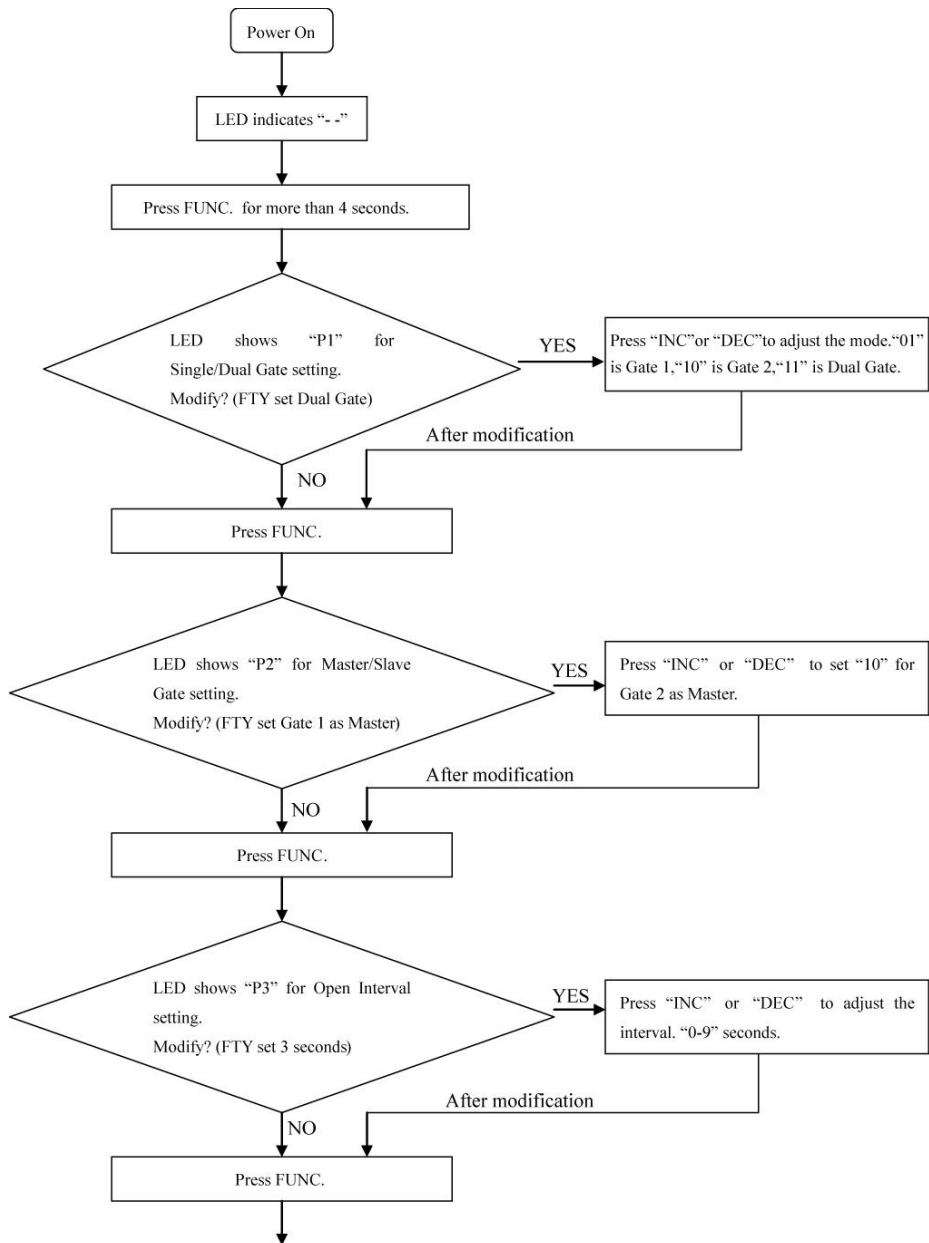 Power On
LED indicates “- -”
Press FUNC. for more than 4 seconds.
LED shows “P1” for
Single/Dual Gate setting.
Modify? (FTY set Dual Gate)
YES
Press “INC”or “DEC”to adjust the mode.“01”
is Gate 1,“10” is Gate 2,“11” is Dual Gate.
After modification
NO
Press FUNC.
LED shows “P2” for Master/Slave
Gate setting.
Modify? (FTY set Gate 1 as Master)
YES
Press “INC” or “DEC” to set “10” for
Gate 2 as Master.
After modification
NO
Press FUNC.
LED shows “P3” for Open Interval
setting.
Modify? (FTY set 3 seconds)
YES
Press “INC” or “DEC” to adjust the
interval. “0-9” seconds.
After modification
NO
Press FUNC.